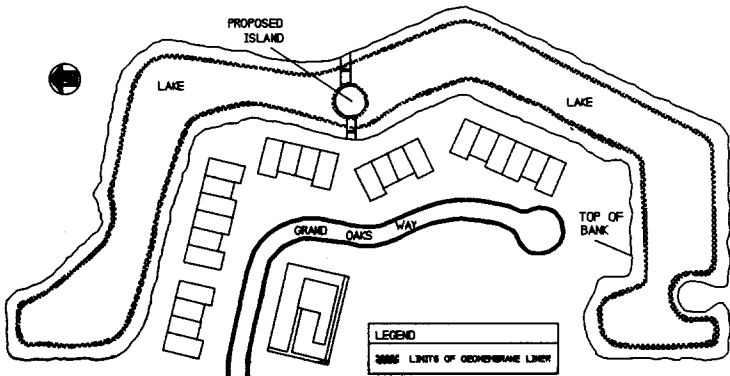 PROPOSED
ISLAND
LAKE
LAKE
GRAND OAKS WAY
TOP OF
BANK
LEGEND
LIMITS OF GEOMEMBRANE LINER